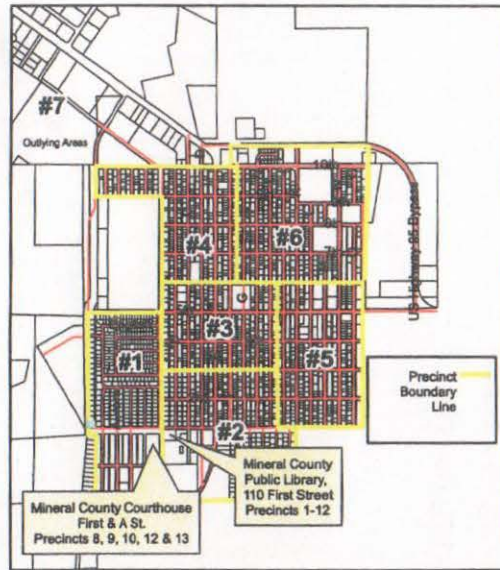 #7
Outlying Areas
#4
#6
US Highway 95 Bypass
#3
G
#1
#5
Precinct
Boundary
Line
#2
Mineral County
Public Library,
110 First Street
Precincts 1-12
Mineral County Courthouse
First & A St.
Precincts 8, 9, 10, 12 & 13